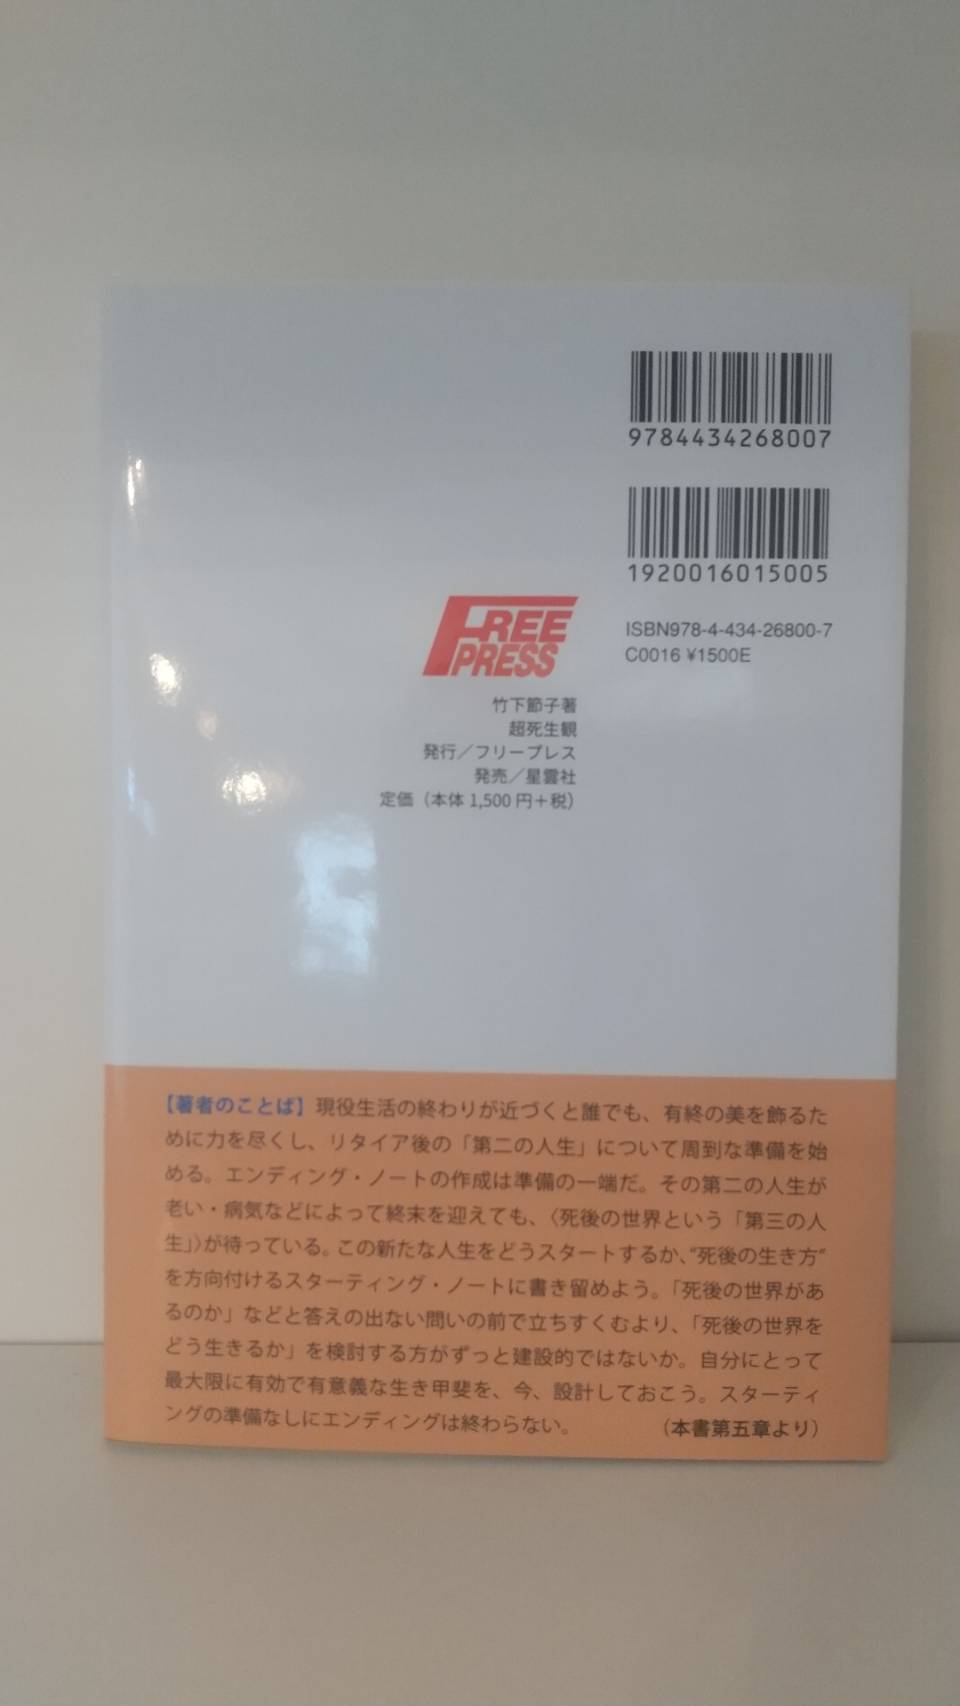 9784434268007
1920016015005
ISBN978-4-434-26800-7
C0016 ¥1500E
FREE
PRESS
竹下節子著
超死生観
発行／フリープレス
発売／星雲社
定価（本体 1,500 円＋税）
【著者のことば】現役生活の終わりが近づくと誰でも、有終の美を飾るた
めに力を尽くし、リタイア後の「第二の人生」について周到な準備を始
める。エンディング・ノートの作成は準備の一端だ。その第二の人生が
老い・病気などによって終末を迎えても、〈死後の世界という「第三の人
生」〉が待っている。この新たな人生をどうスタートするか、“死後の生き方”
を方向付けるスターティング・ノートに書き留めよう。「死後の世界があ
るのか」などと答えの出ない問いの前で立ちすくむより、「死後の世界を
どう生きるか」を検討する方がずっと建設的ではないか。自分にとって
最大限に有効で有意義な生き甲斐を、今、設計しておこう。スターティ
ングの準備なしにエンディングは終わらない。　（本書第五章より）